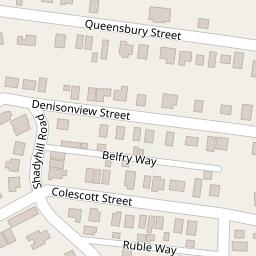 Queensbury Street
Denisonview Street
Shadyhill Road
Belfry Way
Colescott Street
Ruble Way